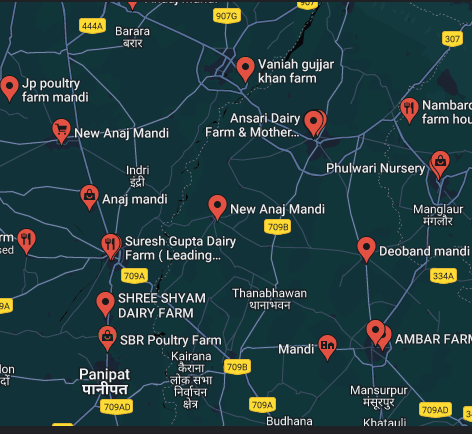 907G
907
444A
Barara
बरार
307
Vaniah gujjar
khan farm
Jp poultry
farm mandi
Nambard
farm hou
Ansari Dairy
Farm & Mother...
New Anaj Mandi
Phulwari Nursery
Indri
इंद्री
Anaj mandi
New Anaj Mandi
Manglaur
मंगलौर
709B
rm
sed
Suresh Gupta Dairy
Farm ( Leading...
Deoband mandi
709A
334A
9A
SHREE SHYAM
DAIRY FARM
Thanabhawan
थानाभवन
SBR Poultry Farm
Mandi
AMBAR FARM
Kairana
कैराना
लोक सभा
निर्वाचन
क्षेत्र
709B
Panipat
पानीपत
Mansurpur
मंसूरपुर
709AD
709A
709AD
Budhana
Khatauli